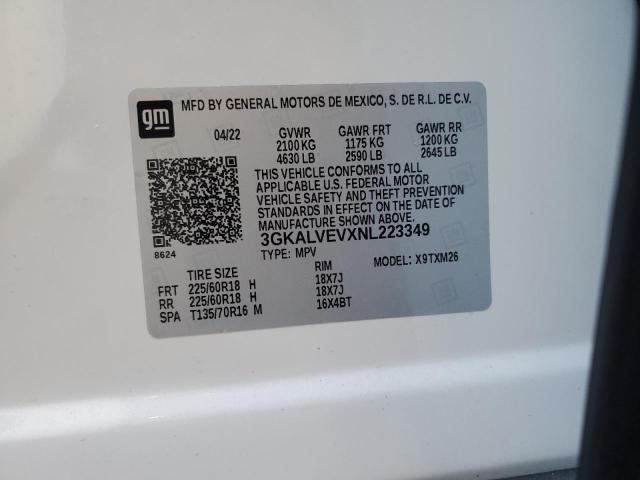 gm
MFD BY GENERAL MOTORS DE MEXICO, S. DE R.L. DE C.V.
04/22 GVWR GAWR FRT GAWR RR
2100 KG 1175 KG 1200 KG
4630 LB 2590 LB 2645 LB
THIS VEHICLE CONFORMS TO ALL
APPLICABLE U.S. FEDERAL MOTOR
VEHICLE SAFETY AND THEFT PREVENTION
STANDARDS IN EFFECT ON THE DATE OF
MANUFACTURE SHOWN ABOVE.
8624
3GKALVEVXNL223349
TYPE: MPV MODEL: X9TXM26
TIRE SIZE RIM
FRT 225/60R18 H 18X7J
RR 225/60R18 H 18X7J
SPA T135/70R16 M 16X4BT